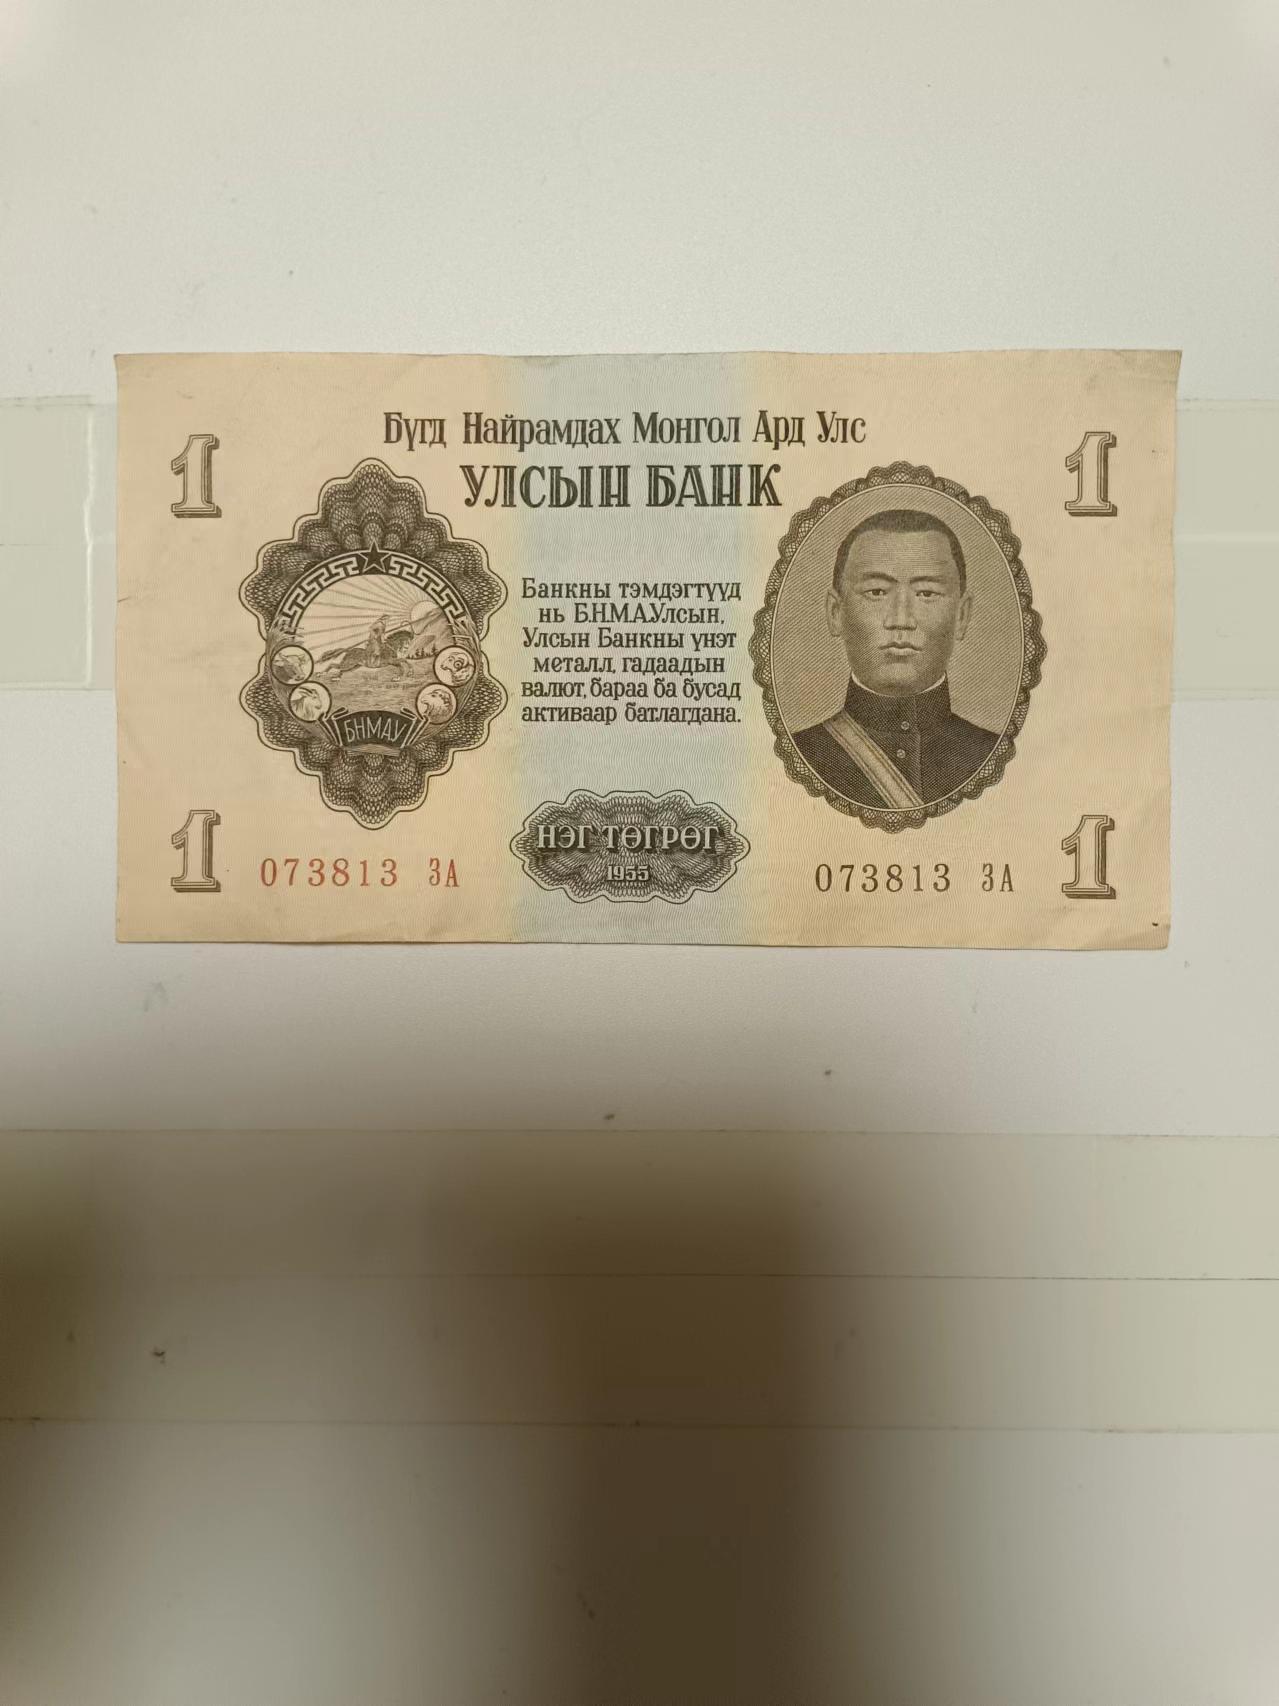 Бүгд Найрамдах Монгол Ард Улс
УЛСЫН БАНК
1
1
Банкны тэмдэгтүүд
нь Б.Н.М.А.Улсын,
Улсын Банкны үнэт
металл, гадаадын
валют, бараа ба бусад
активаар батлагдана.
БНМАУ
НЭГ ТӨГРӨГ
1955
1
073813 ЗА
073813 ЗА
1